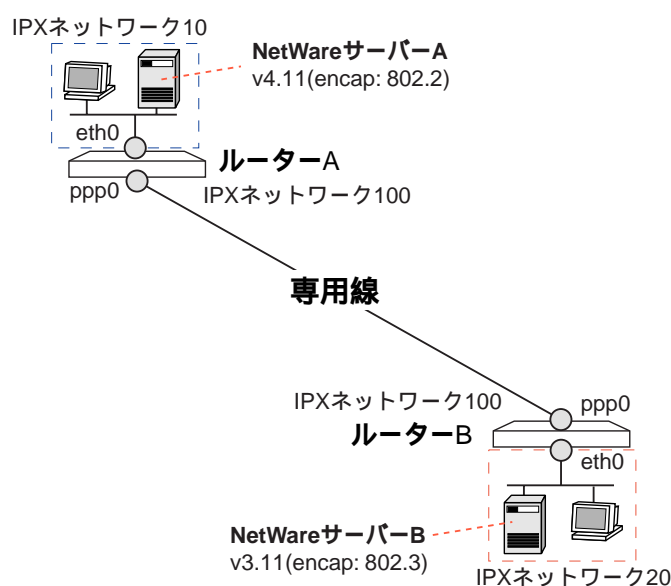 IPXネットワーク10
NetWareサーバーA
v4.11(encap: 802.2)
eth0
ルーターA
ppp0
IPXネットワーク100
専用線
IPXネットワーク100
ppp0
ルーターB
eth0
NetWareサーバーB
v3.11(encap: 802.3)
IPXネットワーク20